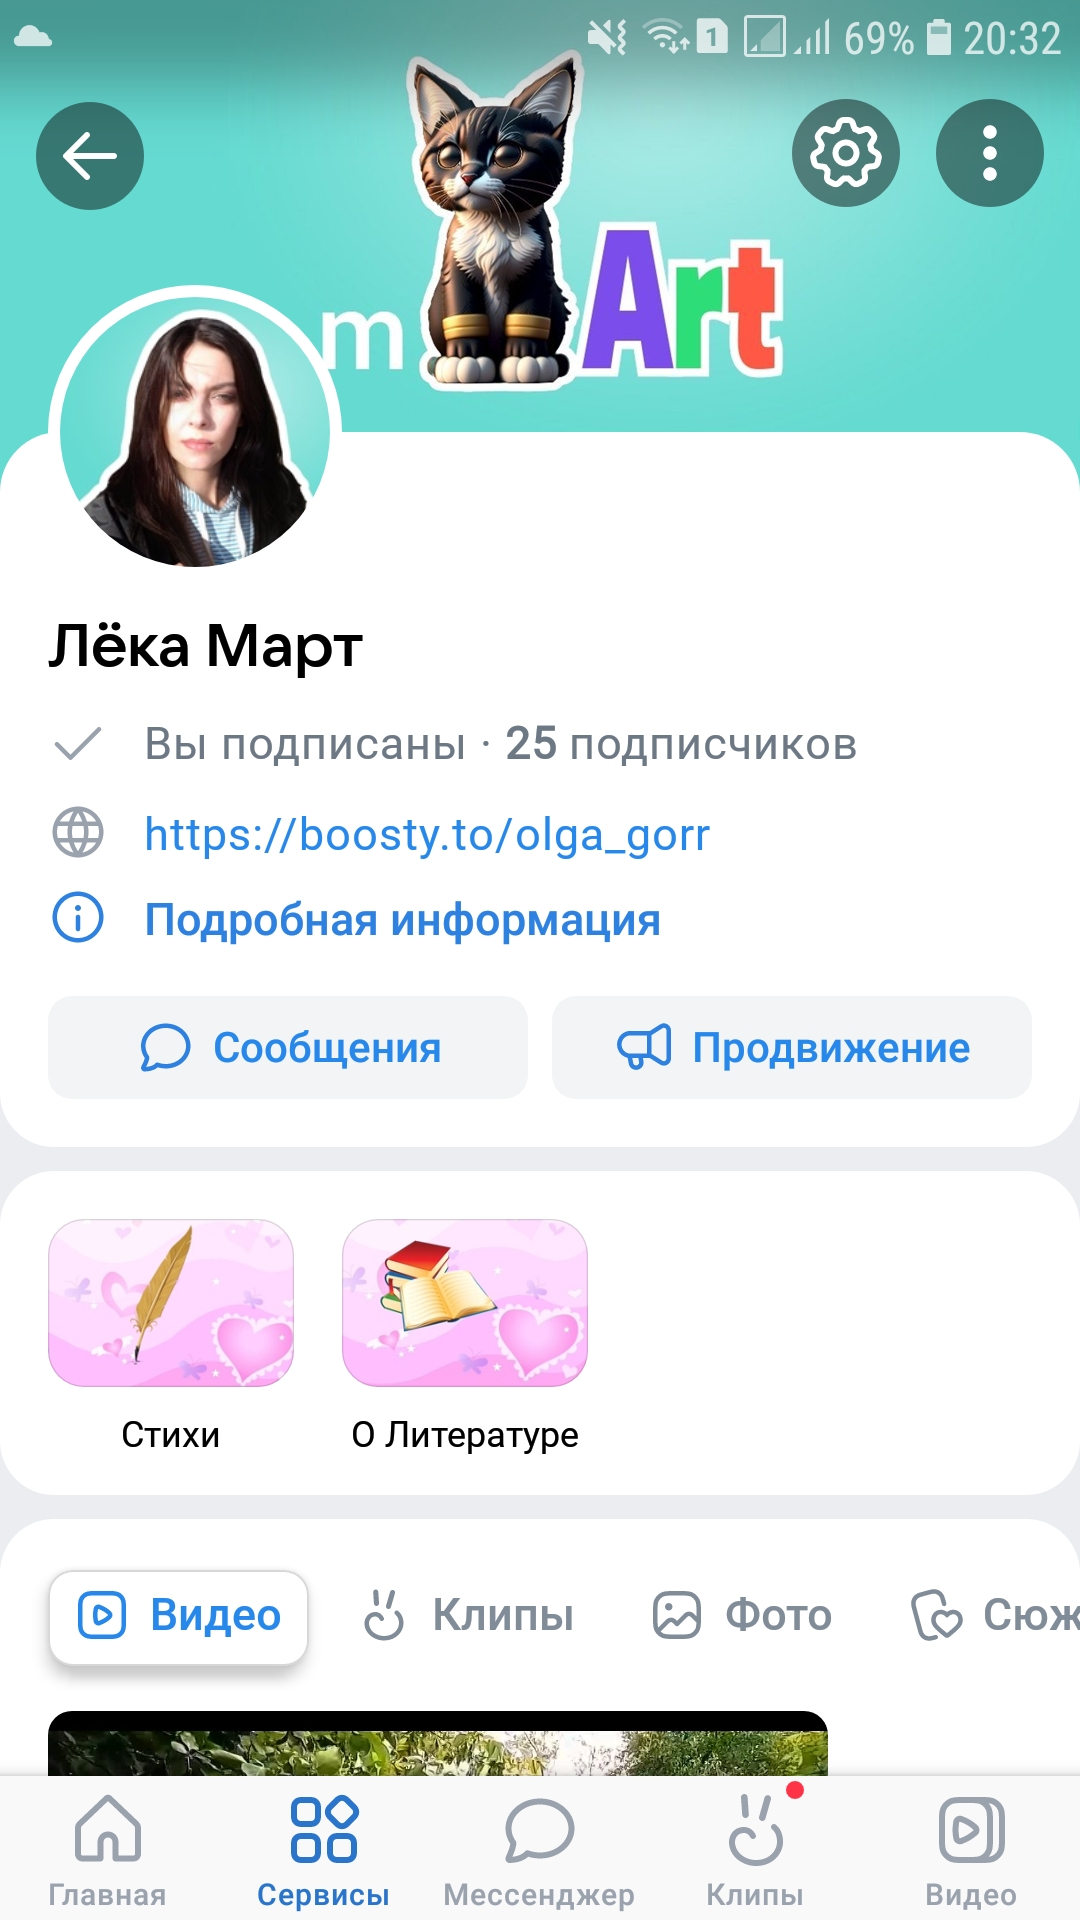 1 69% 20:32
m Art
Лёка Март
Вы подписаны · 25 подписчиков
https://boosty.to/olga_gorr
Подробная информация
Сообщения Продвижение
Стихи О Литературе
Видео Клипы Фото Сюж
Главная Сервисы Мессенджер Клипы Видео